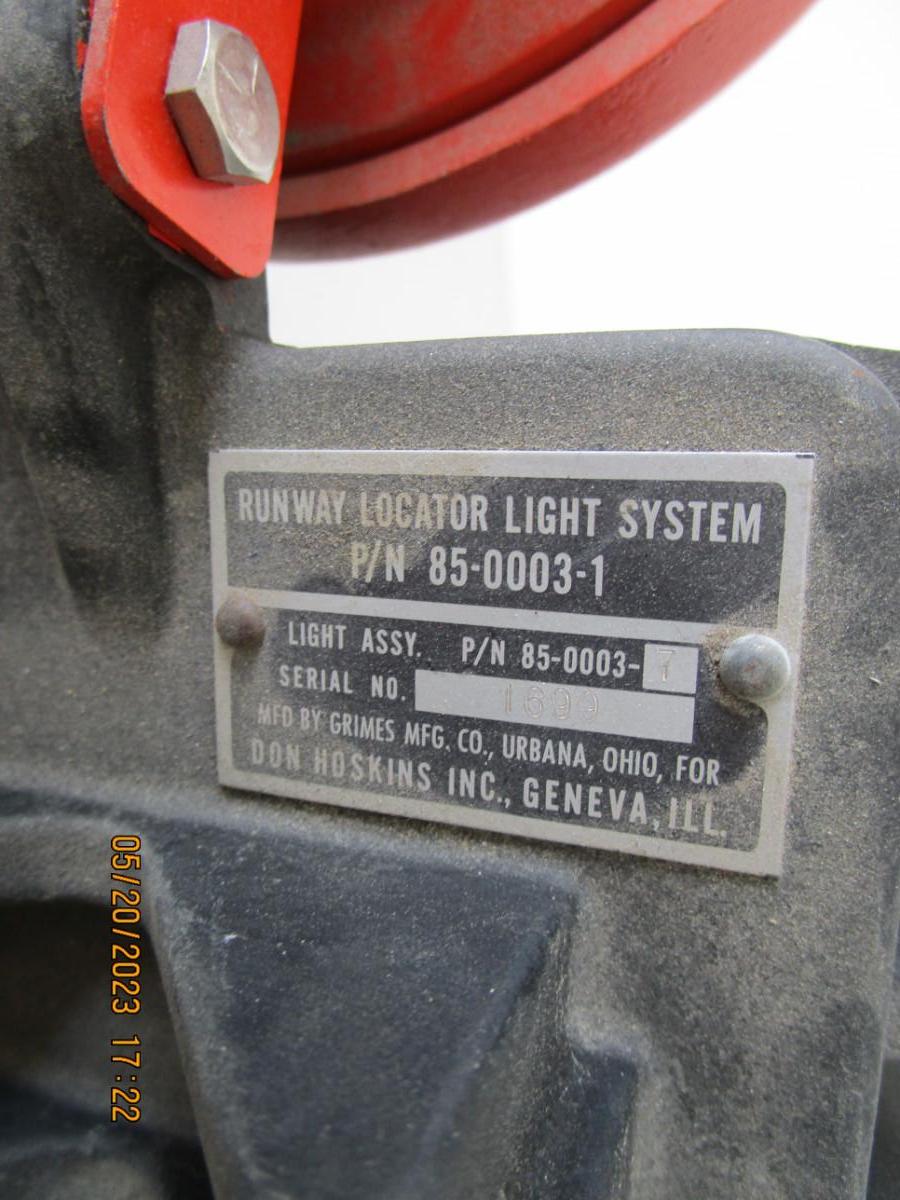 RUNWAY LOCATOR LIGHT SYSTEM
P/N 85-0003-1
LIGHT ASSY. P/N 85-0003-7
SERIAL NO. 1699
MFD BY GRIMES MFG. CO., URBANA, OHIO, FOR
DON HOSKINS INC., GENEVA, ILL.
05/20/2023 17:22